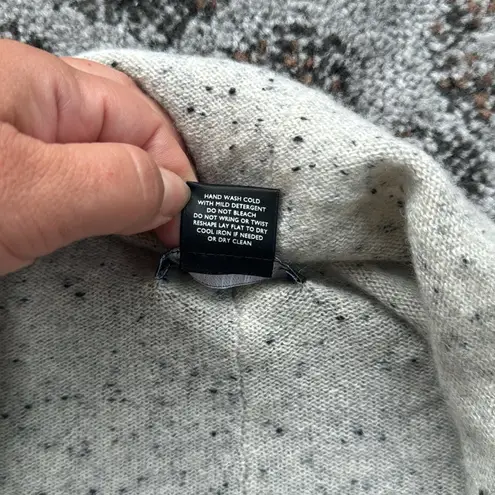 HAND WASH COLD
WITH MILD DETERGENT
DO NOT BLEACH
DO NOT WRING OR TWIST
RESHAPE LAY FLAT TO DRY
COOL IRON IF NEEDED
OR DRY CLEAN